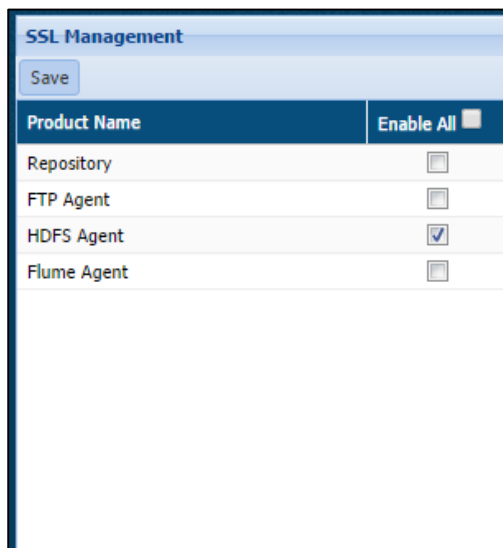 SSL Management
Save
Product Name Enable All
Repository
FTP Agent
HDFS Agent
Flume Agent